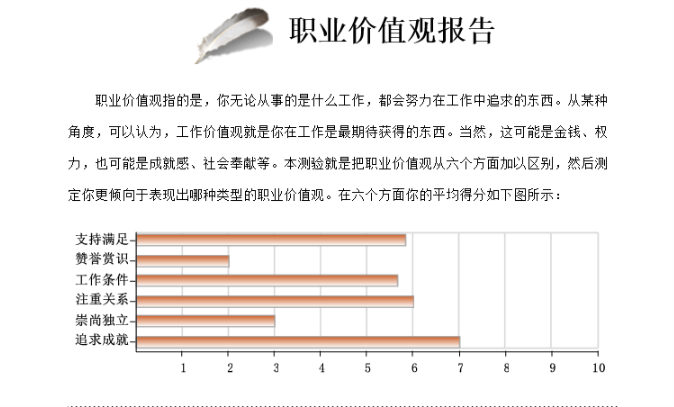 职业价值观报告
职业价值观指的是，你无论从事的是什么工作，都会努力在工作中追求的东西。从某种
角度，可以认为，工作价值观就是你在工作是最期待获得的东西。当然，这可能是金钱、权
力，也可能是成就感、社会奉献等。本测验就是把职业价值观从六个方面加以区别，然后测
定你更倾向于表现出哪种类型的职业价值观。在六个方面你的平均得分如下图所示：
支持满足
赞誉赏识
工作条件
注重关系
崇尚独立
追求成就
1 2 3 4 5 6 7 8 9 10